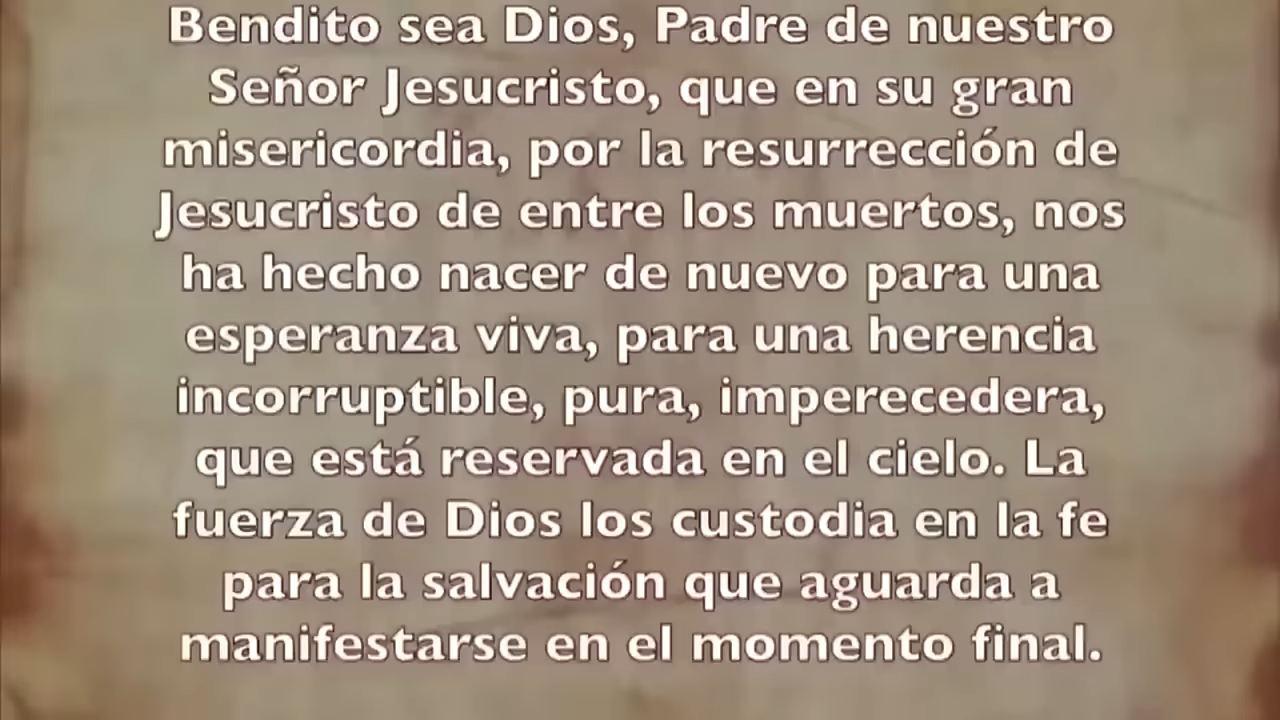 Bendito sea Dios, Padre de nuestro
Señor Jesucristo, que en su gran
misericordia, por la resurrección de
Jesucristo de entre los muertos, nos
ha hecho nacer de nuevo para una
esperanza viva, para una herencia
incorruptible, pura, imperecedera,
que está reservada en el cielo. La
fuerza de Dios los custodia en la fe
para la salvación que aguarda a
manifestarse en el momento final.